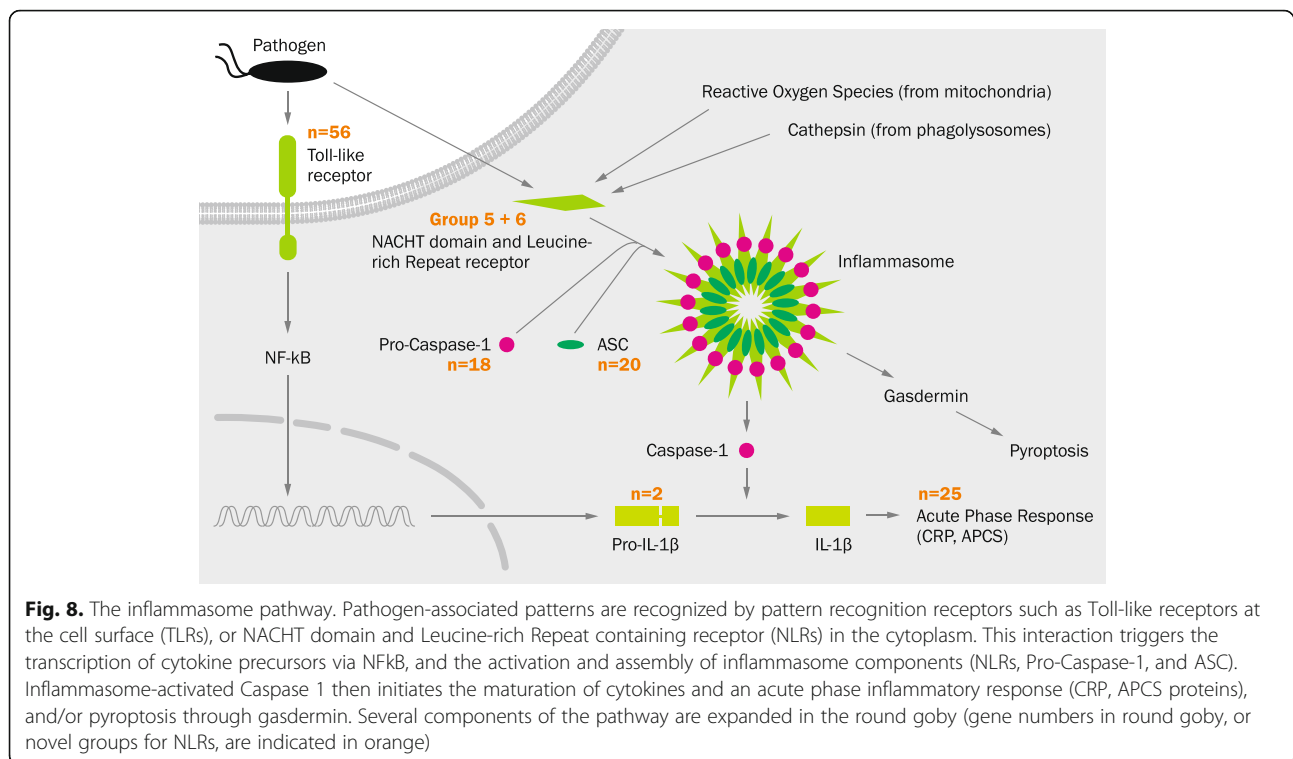 Pathogen
n=56
Toll-like
receptor
Reactive Oxygen Species (from mitochondria)
Cathepsin (from phagolysosomes)
Group 5 + 6
NACHT domain and Leucine-
rich Repeat receptor
Inflammasome
Pro-Caspase-1
n=18
ASC
n=20
NF-kB
Gasdermin
Pyroptosis
Caspase-1
n=2
Pro-IL-1β
IL-1β
n=25
Acute Phase Response
(CRP, APCS)
Fig. 8. The inflammasome pathway. Pathogen-associated patterns are recognized by pattern recognition receptors such as Toll-like receptors at
the cell surface (TLRs), or NACHT domain and Leucine-rich Repeat containing receptor (NLRs) in the cytoplasm. This interaction triggers the
transcription of cytokine precursors via NFkB, and the activation and assembly of inflammasome components (NLRs, Pro-Caspase-1, and ASC).
Inflammasome-activated Caspase 1 then initiates the maturation of cytokines and an acute phase inflammatory response (CRP, APCS proteins),
and/or pyroptosis through gasdermin. Several components of the pathway are expanded in the round goby (gene numbers in round goby, or
novel groups for NLRs, are indicated in orange)